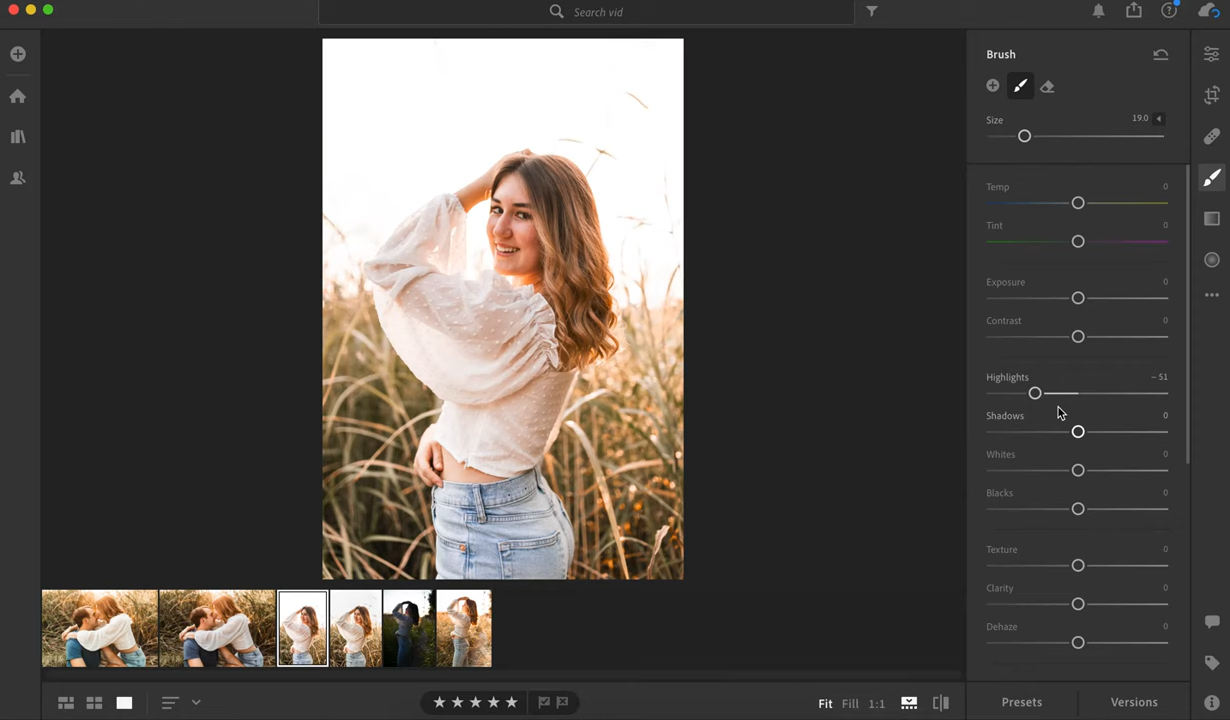 Search vid
Brush
Size 19.0
Temp 0
Tint 0
Exposure 0
Contrast 0
Highlights – 51
Shadows 0
Whites 0
Blacks 0
Texture 0
Clarity 0
Dehaze 0
Fit Fill 1:1
Presets Versions